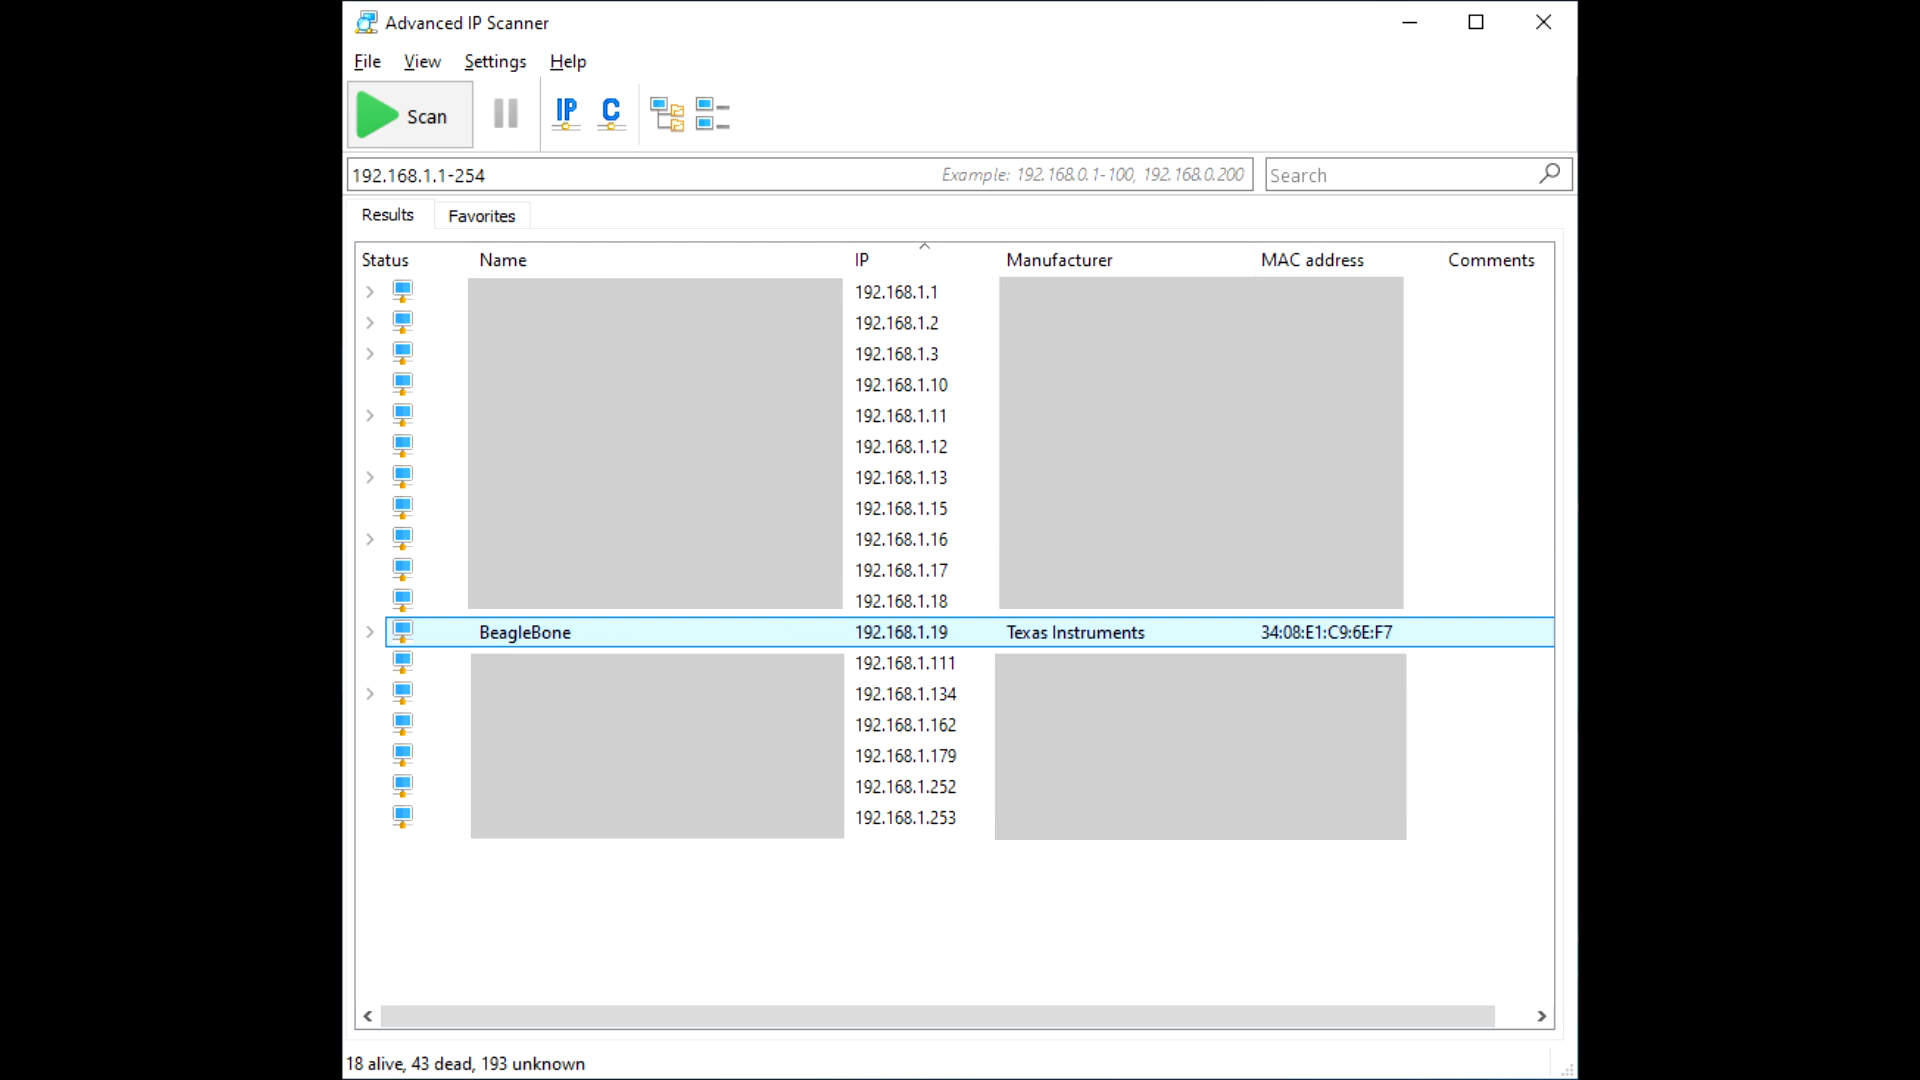 Advanced IP Scanner
File View Settings Help
Scan IP C
192.168.1.1-254 Example: 192.168.0.1-100, 192.168.0.200 Search
Results Favorites
Status Name IP Manufacturer MAC address Comments
192.168.1.1
192.168.1.2
192.168.1.3
192.168.1.10
192.168.1.11
192.168.1.12
192.168.1.13
192.168.1.15
192.168.1.16
192.168.1.17
192.168.1.18
BeagleBone 192.168.1.19 Texas Instruments 34:08:E1:C9:6E:F7
192.168.1.111
192.168.1.134
192.168.1.162
192.168.1.179
192.168.1.252
192.168.1.253
18 alive, 43 dead, 193 unknown